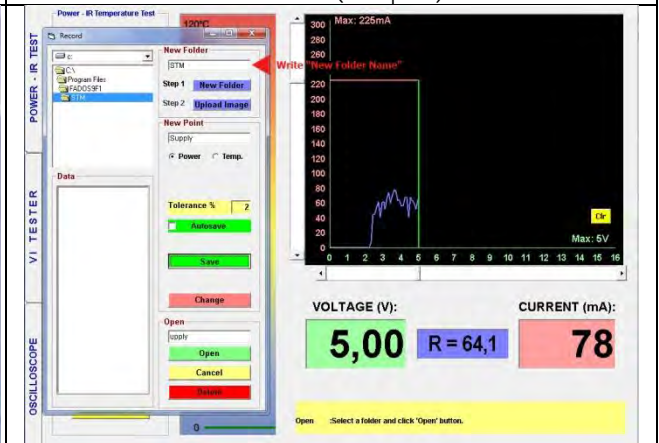 Power - IR Temperature Test
120°C
POWER - IR TEST
VI TESTER
OSCILLOSCOPE
Record
c:
C:\
Program Files
FADOS9F1
STM
Data
New Folder
STM
Write "New Folder Name"
Step 1 New Folder
Step 2 Upload Image
New Point
Supply
Power Temp.
Tolerance % 2
Autosave
Save
Change
Open
upply
Open
Cancel
Delete
0
Max: 225mA
300
280
260
220
200
180
160
140
120
100
80
60
40
20
0
Clr
Max: 5V
0 1 2 3 4 5 6 7 8 9 10 11 12 13 14 15 16
VOLTAGE (V): CURRENT (mA):
5,00 R = 64,1 78
Open :Select a folder and click 'Open' button.